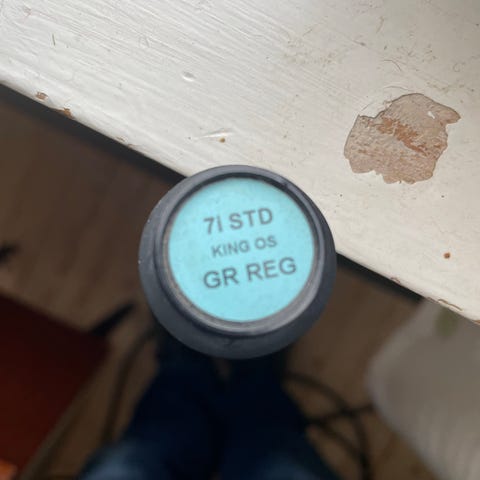 7I STD
KING OS
GR REG